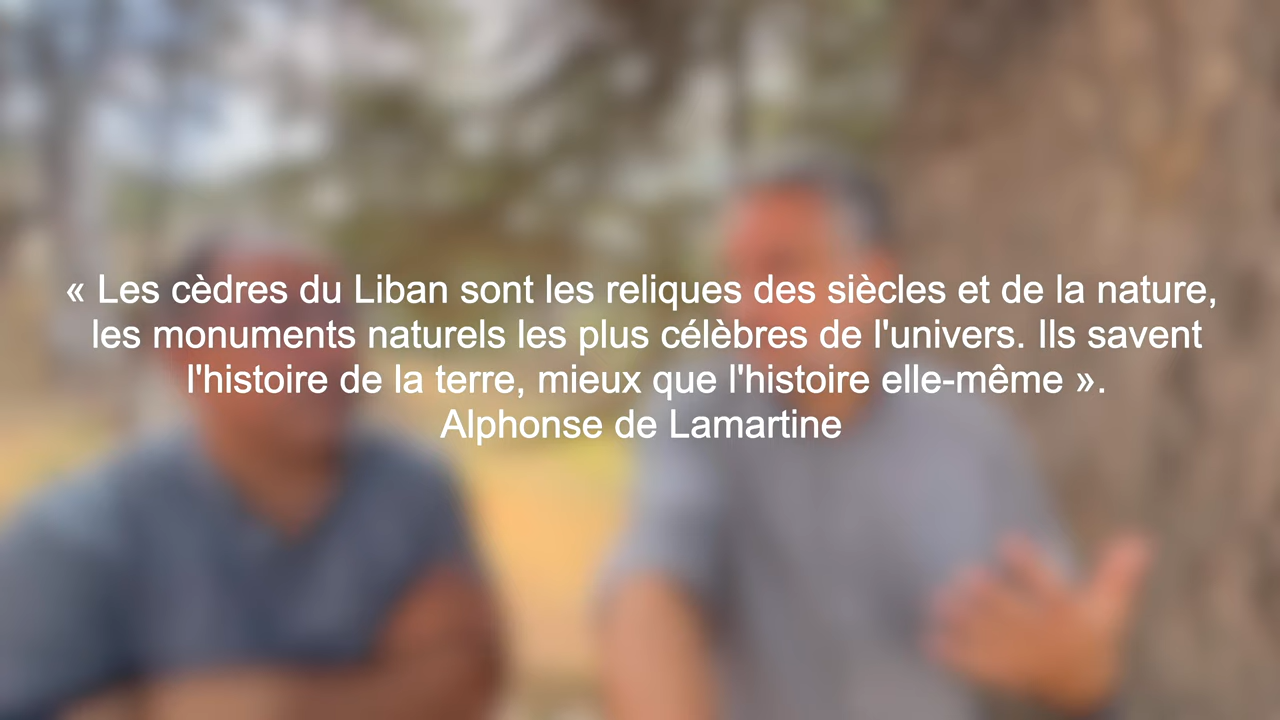 « Les cèdres du Liban sont les reliques des siècles et de la nature,
les monuments naturels les plus célèbres de l'univers. Ils savent
l'histoire de la terre, mieux que l'histoire elle-même ».
Alphonse de Lamartine